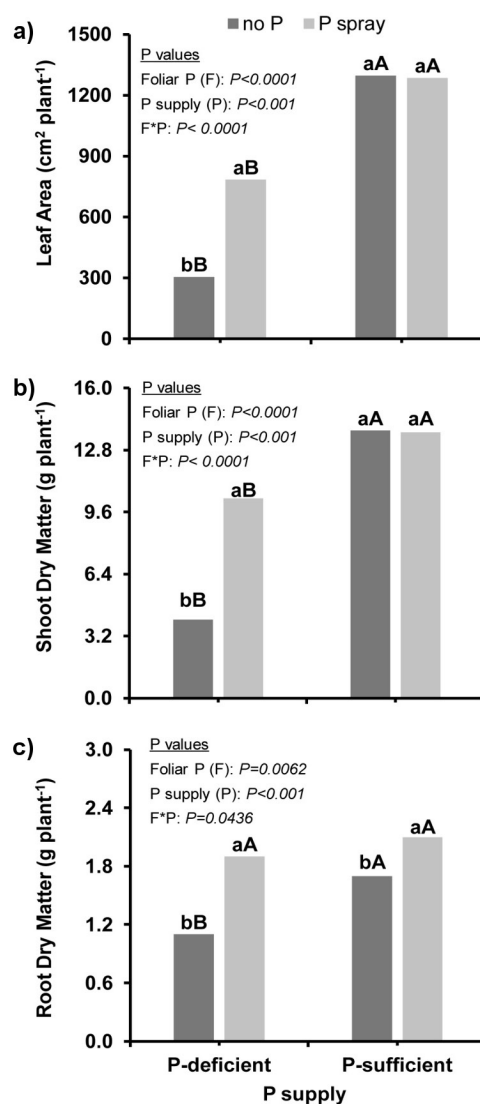 no P P spray
a)
P values
Foliar P (F): P<0.0001
P supply (P): P<0.001
F*P: P< 0.0001
Leaf Area (cm² plant⁻¹)
1500
1200
900
600
300
0
bB
aB
aA
aA
b)
P values
Foliar P (F): P<0.0001
P supply (P): P<0.001
F*P: P< 0.0001
Shoot Dry Matter (g plant⁻¹)
16.0
12.8
9.6
6.4
3.2
0.0
bB
aB
aA
aA
c)
P values
Foliar P (F): P=0.0062
P supply (P): P<0.001
F*P: P=0.0436
Root Dry Matter (g plant⁻¹)
3.0
2.4
1.8
1.2
0.6
0.0
bB
aA
bA
aA
P-deficient P-sufficient
P supply